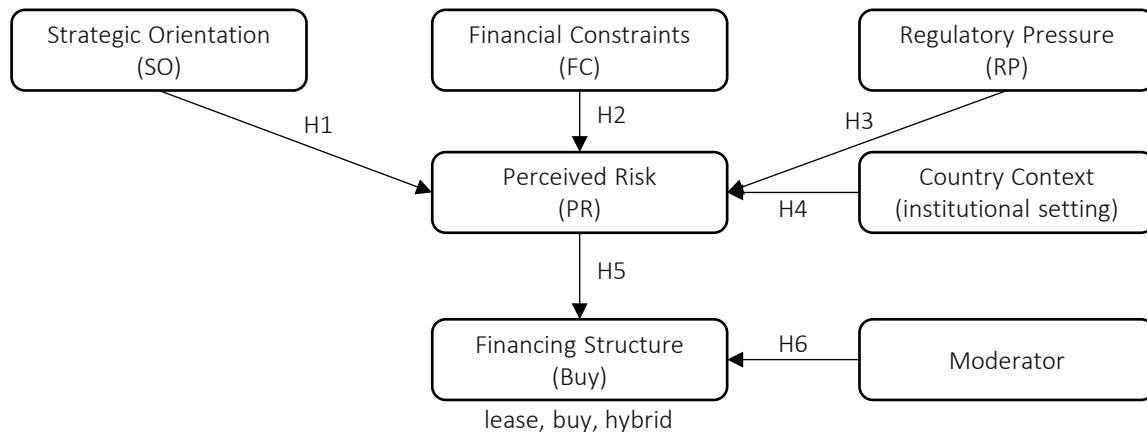 Strategic Orientation
(SO)
Financial Constraints
(FC)
Regulatory Pressure
(RP)
H1
H2
H3
Perceived Risk
(PR)
H4
Country Context
(institutional setting)
H5
Financing Structure
(Buy)
H6
Moderator
lease, buy, hybrid